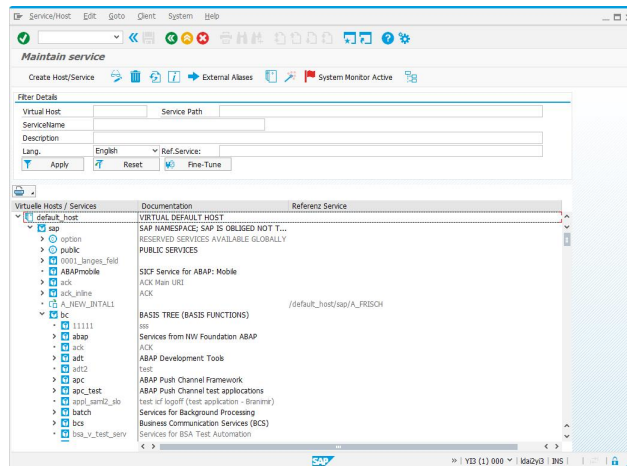 Service/Host Edit Goto Client System Help
Maintain service
Create Host/Service External Aliases System Monitor Active
Filter Details
Virtual Host Service Path
ServiceName
Description
Lang. English Ref.Service:
Apply Reset Fine-Tune
Virtuelle Hosts / Services Documentation Referenz Service
default_host VIRTUAL DEFAULT HOST
sap SAP NAMESPACE; SAP IS OBLIGED NOT T...
option RESERVED SERVICES AVAILABLE GLOBALLY
public PUBLIC SERVICES
0001_langes_feld
ABAPmobile SICF Service for ABAP: Mobile
ack ACK Main URI
ack_inline ACK
A_NEW_INTAL1 /default_host/sap/A_FRISCH
bc BASIS TREE (BASIS FUNCTIONS)
11111 sss
abap Services from NW Foundation ABAP
ack ACK
adt ABAP Development Tools
adt2 test
apc ABAP Push Channel Framework
apc_test ABAP Push Channel test applocations
appl_saml2_slo test icf logoff (test application - Branimir)
batch Services for Background Processing
bcs Business Communication Services (BCS)
bsa_v_test_serv Services for BSA Test Automation
SAP YI3 (1) 000 ldai2yi3 INS